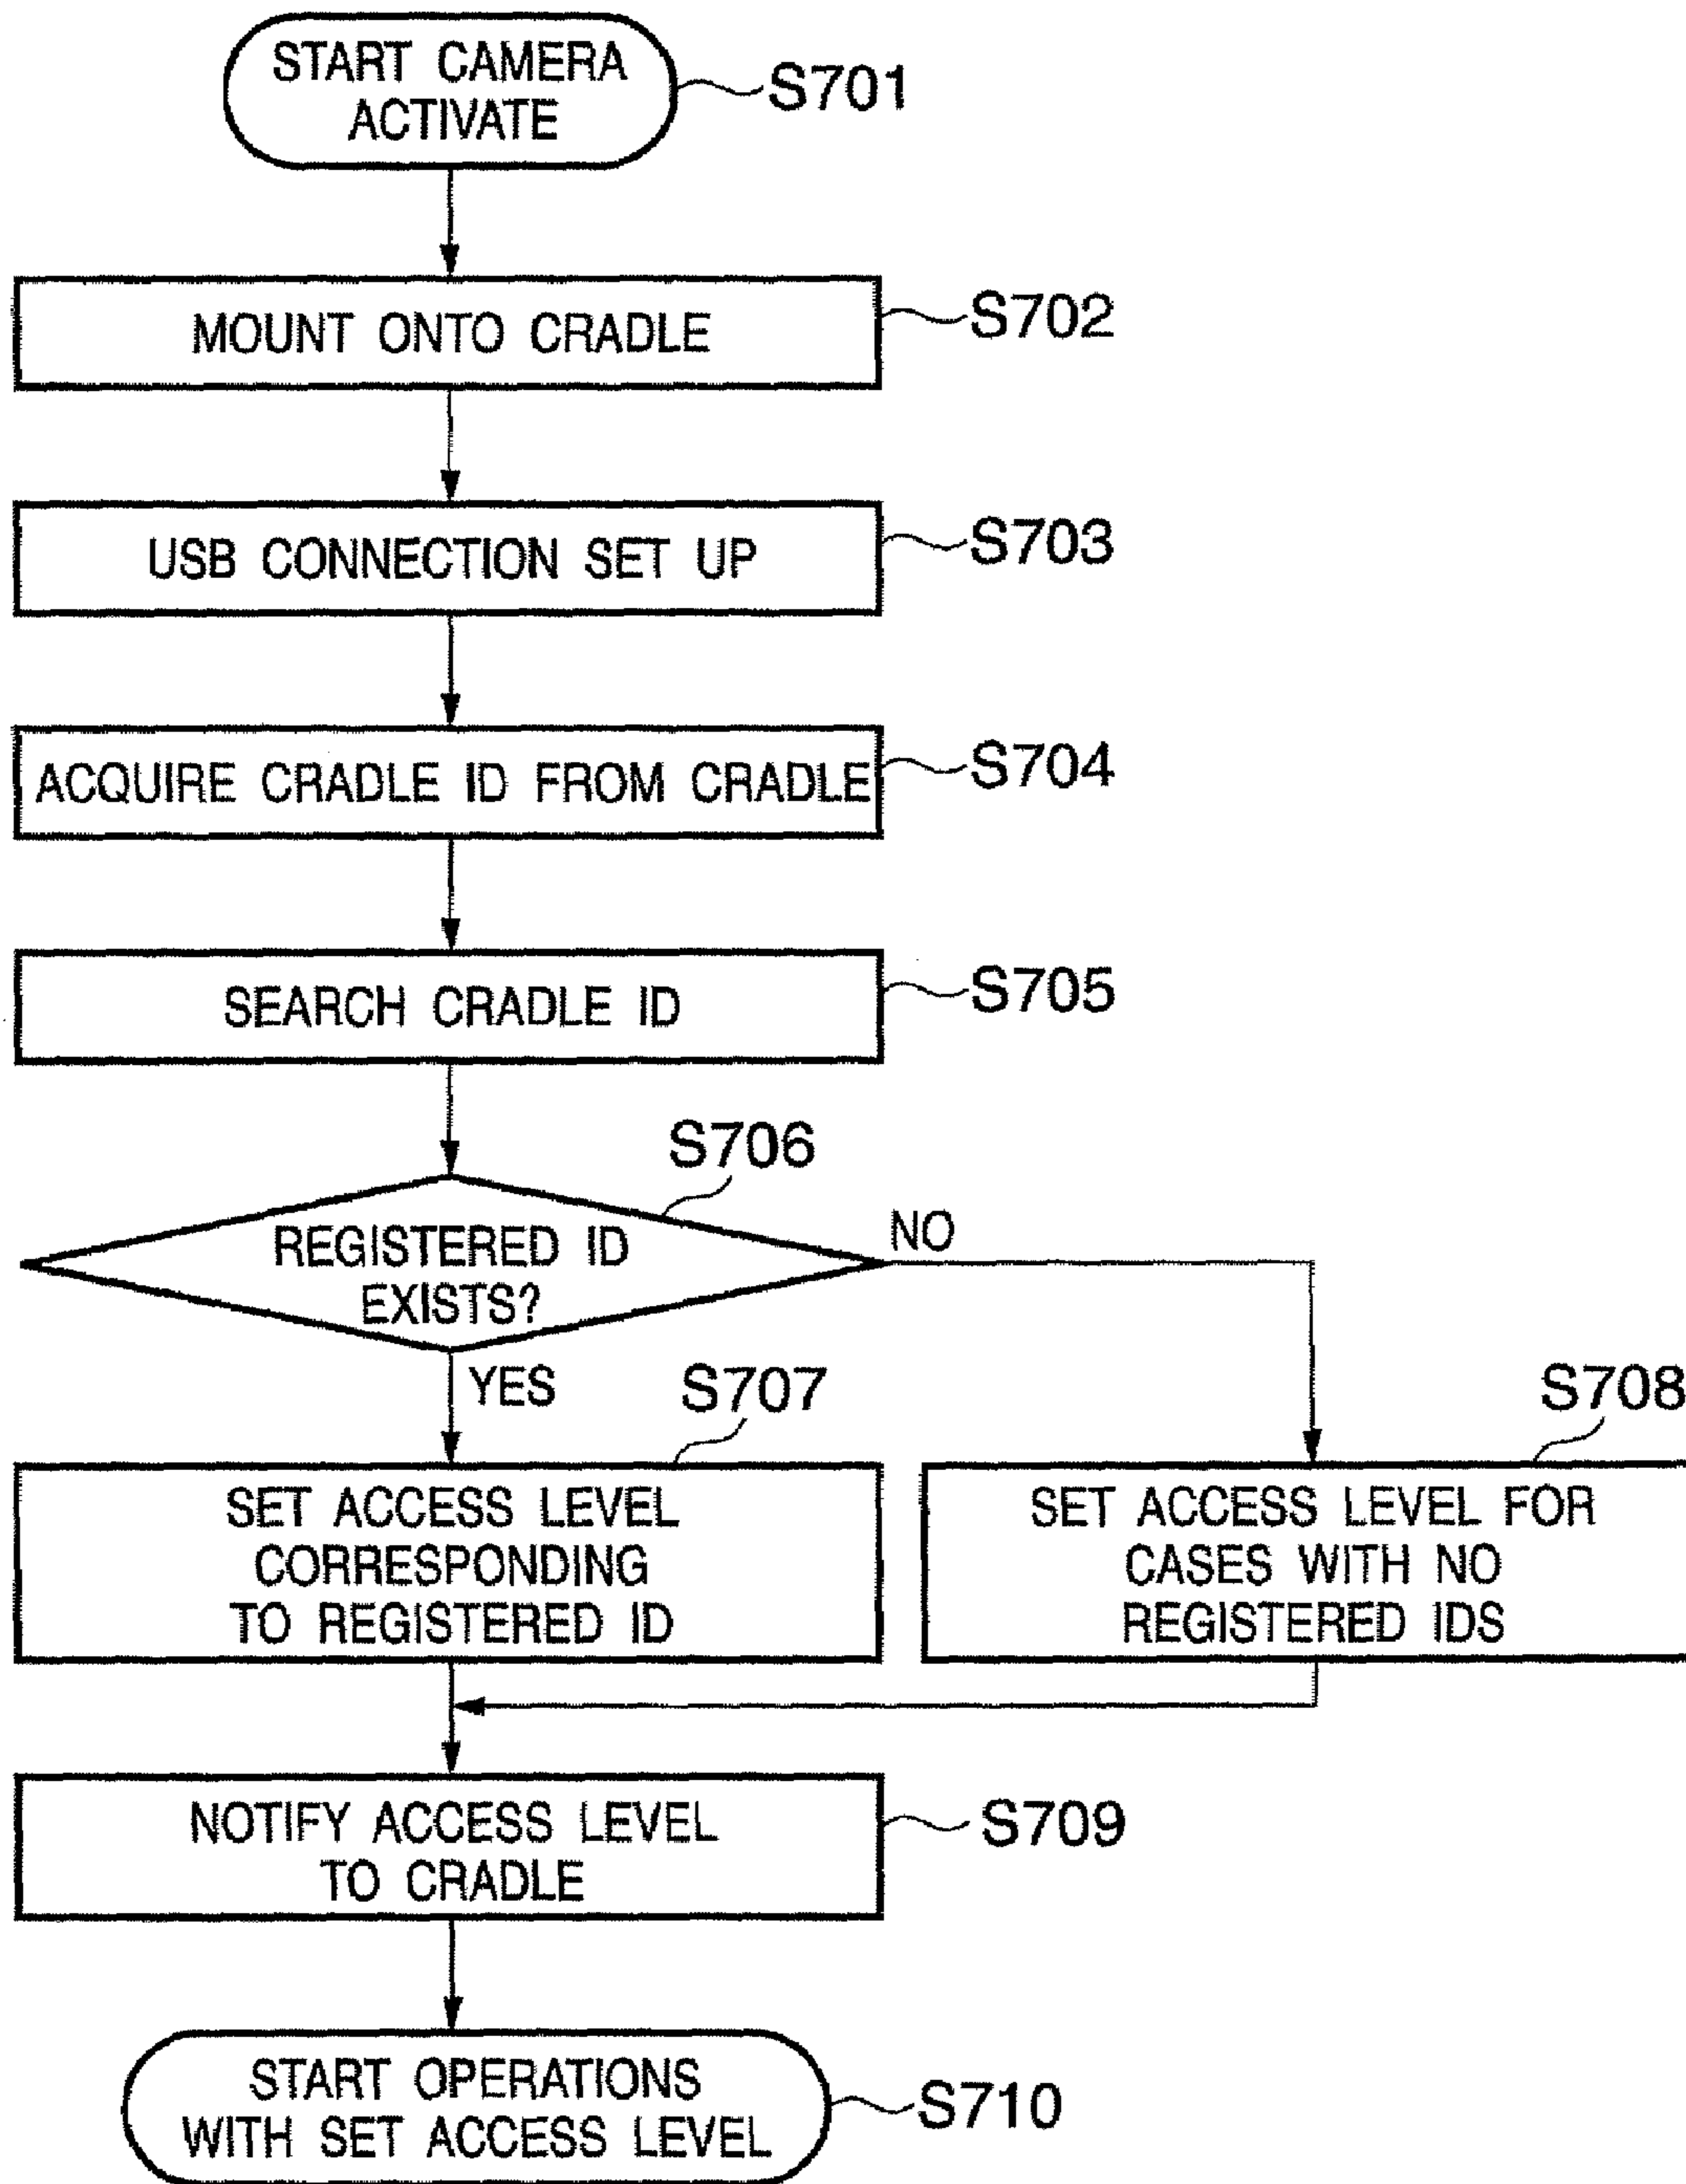 START CAMERA
ACTIVATE
S701
MOUNT ONTO CRADLE
S702
USB CONNECTION SET UP
S703
ACQUIRE CRADLE ID FROM CRADLE
S704
SEARCH CRADLE ID
S705
S706
REGISTERED ID
EXISTS?
NO
YES
S707
SET ACCESS LEVEL
CORRESPONDING
TO REGISTERED ID
S708
SET ACCESS LEVEL FOR
CASES WITH NO
REGISTERED IDS
NOTIFY ACCESS LEVEL
TO CRADLE
S709
START OPERATIONS
WITH SET ACCESS LEVEL
S710